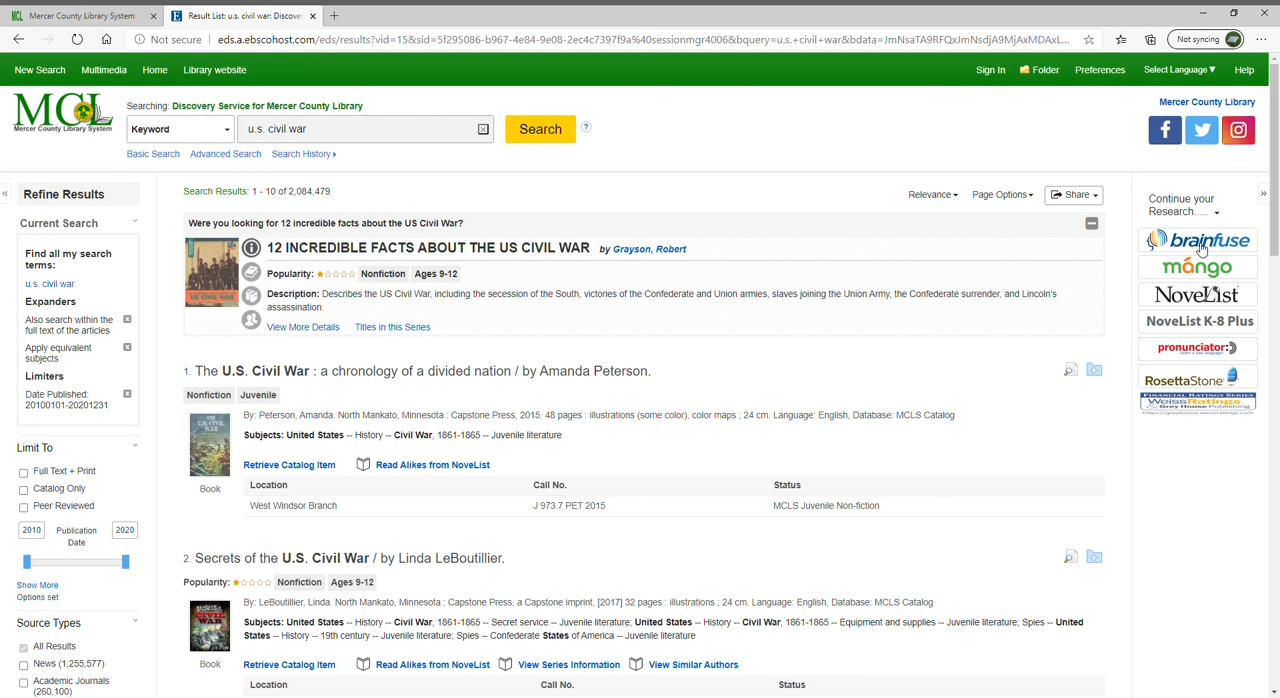 MCL Mercer County Library System
Result List: u.s. civil war: Discove
Not secure | eds.a.ebscohost.com/eds/results?vid=15&sid=5f295086-b967-4e84-9e08-2ec4c7397f9a%40sessionmgr4006&bquery=u.s.+civil+war&bdata=JmNsaTA9RFQxJmNsdjA9MjAxMDAxL...
Not syncing
New Search Multimedia Home Library website
Sign In Folder Preferences Select Language▼ Help
MCL
Mercer County Library System
Searching: Discovery Service for Mercer County Library
Keyword
u.s. civil war
Search
?
Basic Search Advanced Search Search History
Mercer County Library
Refine Results
Current Search
Find all my search
terms:
u.s. civil war
Expanders
Also search within the
full text of the articles
Apply equivalent
subjects
Limiters
Date Published:
20100101-20201231
Limit To
Full Text + Print
Catalog Only
Peer Reviewed
2010 Publication Date 2020
Show More
Options set
Source Types
All Results
News (1,255,577)
Academic Journals
(260,100)
Search Results: 1 - 10 of 2,084,479
Relevance Page Options Share
Were you looking for 12 incredible facts about the US Civil War?
12 INCREDIBLE FACTS ABOUT THE US CIVIL WAR by Grayson, Robert
Popularity: Nonfiction Ages 9-12
Description: Describes the US Civil War, including the secession of the South, victories of the Confederate and Union armies, slaves joining the Union Army, the Confederate surrender, and Lincoln's
assassination.
View More Details Titles in this Series
1. The U.S. Civil War : a chronology of a divided nation / by Amanda Peterson.
Nonfiction Juvenile
By: Peterson, Amanda. North Mankato, Minnesota : Capstone Press, 2015. 48 pages : illustrations (some color), color maps ; 24 cm. Language: English, Database: MCLS Catalog
Subjects: United States -- History -- Civil War, 1861-1865 -- Juvenile literature
Book
Retrieve Catalog Item Read Alikes from NoveList
Location Call No. Status
West Windsor Branch J 973.7 PET 2015 MCLS Juvenile Non-fiction
2. Secrets of the U.S. Civil War / by Linda LeBoutillier.
Popularity: Nonfiction Ages 9-12
By: LeBoutillier, Linda. North Mankato, Minnesota : Capstone Press, a Capstone imprint, [2017] 32 pages : illustrations ; 24 cm. Language: English, Database: MCLS Catalog
Subjects: United States -- History -- Civil War, 1861-1865 -- Secret service -- Juvenile literature; United States -- History -- Civil War, 1861-1865 -- Equipment and supplies -- Juvenile literature; Spies -- United
States -- History -- 19th century -- Juvenile literature; Spies -- Confederate States of America -- Juvenile literature
Book
Retrieve Catalog Item Read Alikes from NoveList View Series Information View Similar Authors
Location Call No. Status
Continue your
Research.....
brainfuse
mángo
NoveList
NoveList K-8 Plus
pronunciator:
RosettaStone
FINANCIAL RATINGS SERIES
WeissRatings
Grey House Publishing